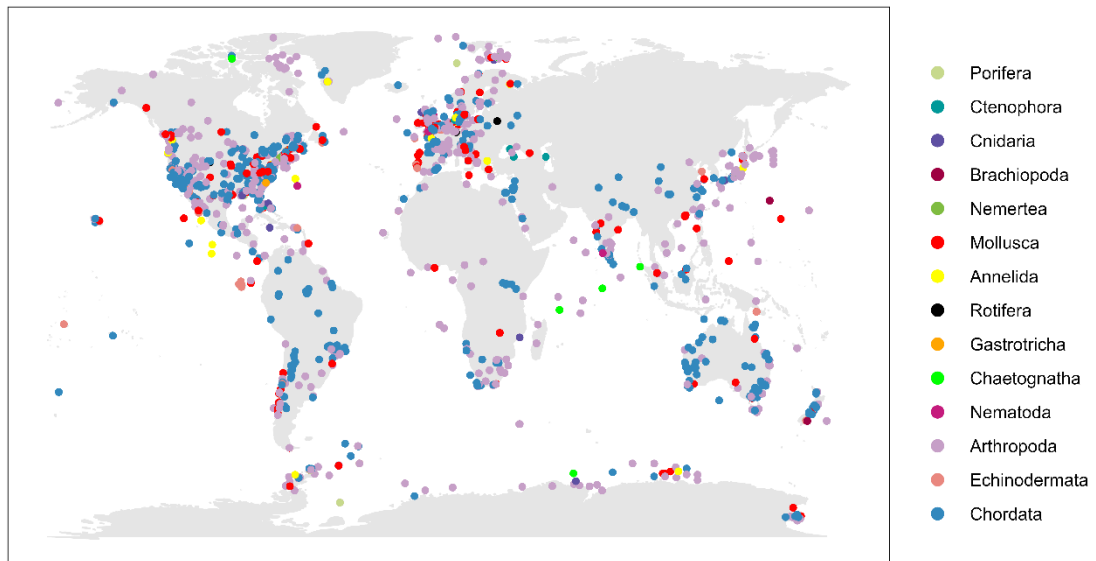 Porifera
Ctenophora
Cnidaria
Brachiopoda
Nemertea
Mollusca
Annelida
Rotifera
Gastrotricha
Chaetognatha
Nematoda
Arthropoda
Echinodermata
Chordata